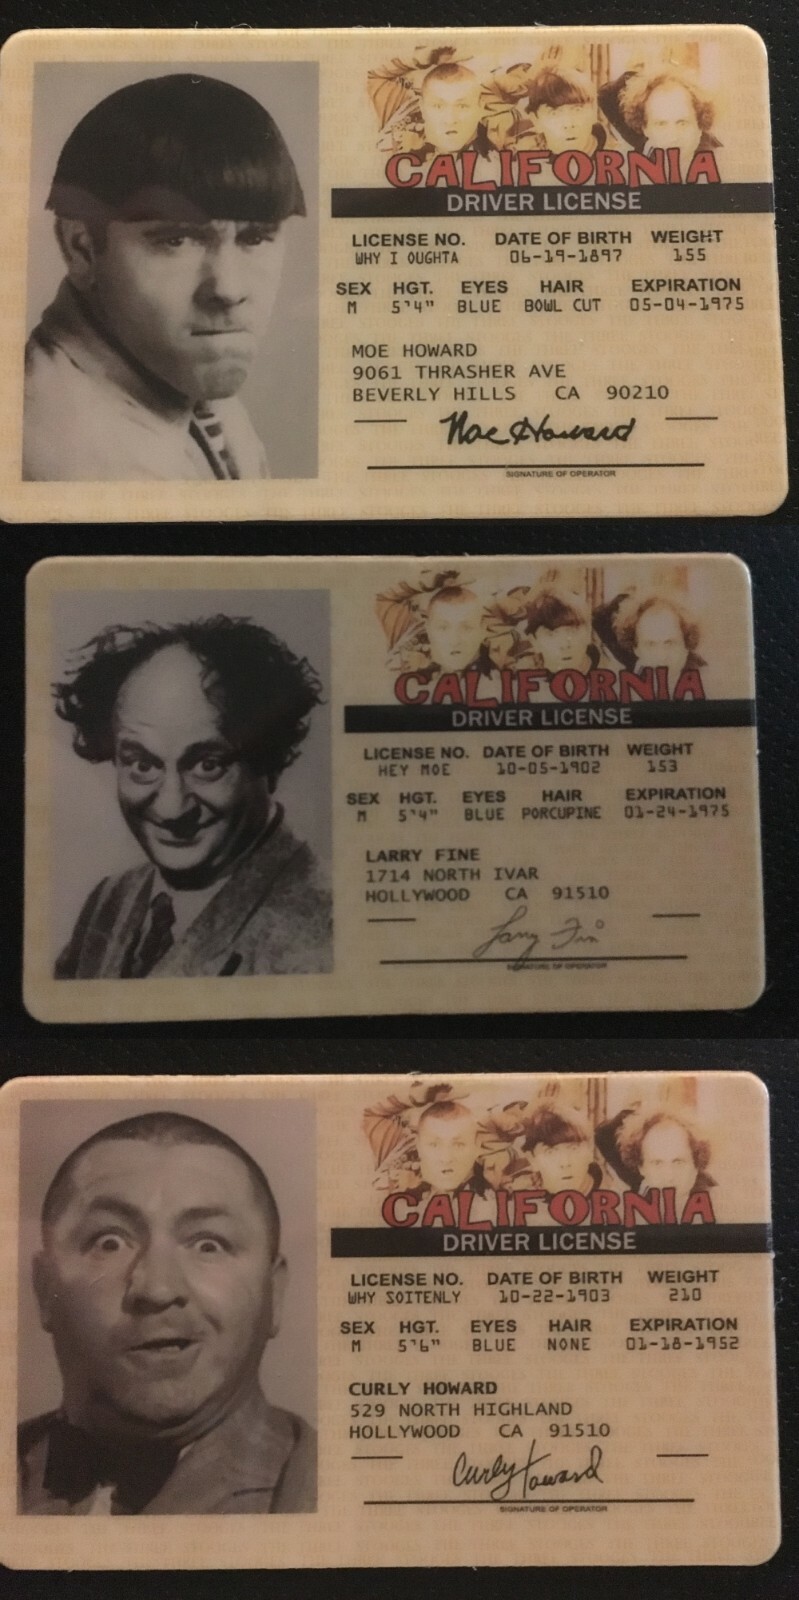 CALIFORNIA
DRIVER LICENSE
LICENSE NO. DATE OF BIRTH WEIGHT
WHY I OUGHTA 06-19-1897 155
SEX HGT. EYES HAIR EXPIRATION
M 5'4" BLUE BOWL CUT 05-04-1975
MOE HOWARD
9061 THRASHER AVE
BEVERLY HILLS CA 90210
Moe Howard
SIGNATURE OF OPERATOR
CALIFORNIA
DRIVER LICENSE
LICENSE NO. DATE OF BIRTH WEIGHT
HEY MOE 10-05-1902 153
SEX HGT. EYES HAIR EXPIRATION
M 5'4" BLUE PORCUPINE 01-24-1975
LARRY FINE
1714 NORTH IVAR
HOLLYWOOD CA 91510
Larry Fine
SIGNATURE OF OPERATOR
CALIFORNIA
DRIVER LICENSE
LICENSE NO. DATE OF BIRTH WEIGHT
WHY SOITENLY 10-22-1903 210
SEX HGT. EYES HAIR EXPIRATION
M 5'6" BLUE NONE 01-18-1952
CURLY HOWARD
529 NORTH HIGHLAND
HOLLYWOOD CA 91510
Curly Howard
SIGNATURE OF OPERATOR